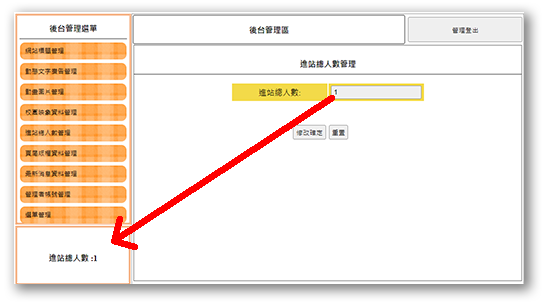 後台管理選單
網站標題管理
動態文字廣告管理
動畫圖片管理
校園映象資料管理
進站總人數管理
頁尾版權資料管理
最新消息資料管理
管理者帳號管理
選單管理
進站總人數 :1
後台管理區
管理登出
進站總人數管理
進站總人數:
1
修改確定
重置